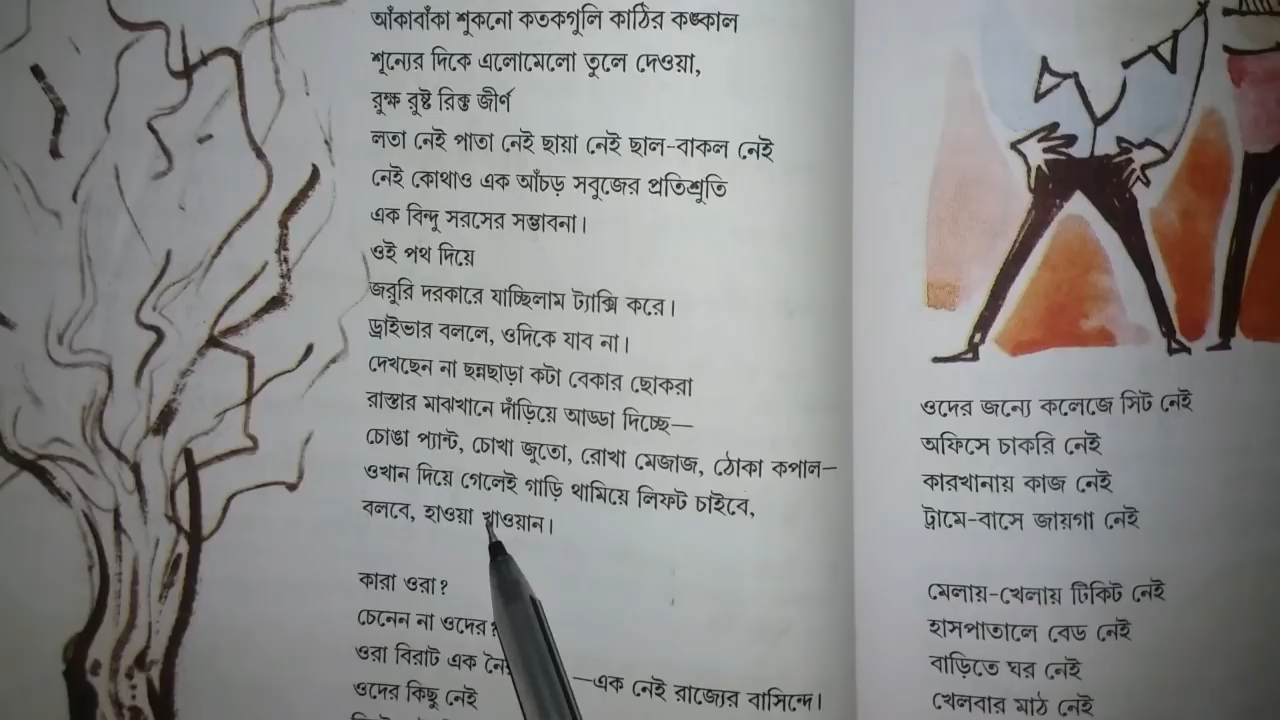 আঁকাবাঁকা শুকনো কতকগুলি কাঠির কঙ্কাল
শূন্যের দিকে এলোমেলো তুলে দেওয়া,
রুক্ষ রুষ্ট রিক্ত জীর্ণ
লতা নেই পাতা নেই ছায়া নেই ছাল-বাকল নেই
নেই কোথাও এক আঁচড় সবুজের প্রতিশ্রুতি
এক বিন্দু সরসের সম্ভাবনা।
ওই পথ দিয়ে
জরুরি দরকারে যাচ্ছিলাম ট্যাক্সি করে।
ড্রাইভার বললে, ওদিকে যাব না।
দেখছেন না ছন্নছাড়া কটা বেকার ছোকরা
রাস্তার মাঝখানে দাঁড়িয়ে আড্ডা দিচ্ছে—
চোঙা প্যান্ট, চোখা জুতো, রোখা মেজাজ, ঠোকা কপাল—
ওখান দিয়ে গেলেই গাড়ি থামিয়ে লিফট চাইবে,
বলবে, হাওয়া খাওয়ান।
কারা ওরা?
চেনেন না ওদের?
ওরা বিরাট এক —এক নেই রাজ্যের বাসিন্দে।
ওদের কিছু নেই
ওদের জন্যে কলেজে সিট নেই
অফিসে চাকরি নেই
কারখানায় কাজ নেই
ট্রামে-বাসে জায়গা নেই
মেলায়-খেলায় টিকিট নেই
হাসপাতালে বেড নেই
বাড়িতে ঘর নেই
খেলবার মাঠ নেই